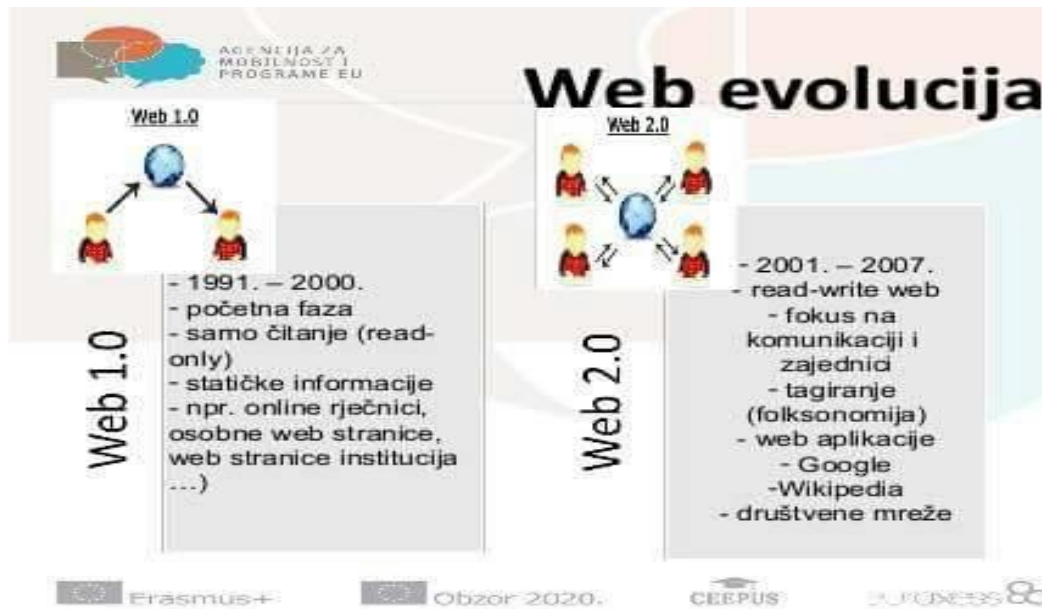 AGENCIJA ZA
MOBILNOST I
PROGRAME EU
Web evolucija
Web 1.0
Web 2.0
Web 1.0
- 1991. – 2000.
- početna faza
- samo čitanje (read-
only)
- statičke informacije
- npr. online rječnici,
osobne web stranice,
web stranice institucija
...)
Web 2.0
- 2001. – 2007.
- read-write web
- fokus na
komunikaciji i
zajednici
- tagiranje
(folksonomija)
- web aplikacije
- Google
-Wikipedia
- društvene mreže
Erasmus+
Obzor 2020.
CEEPUS